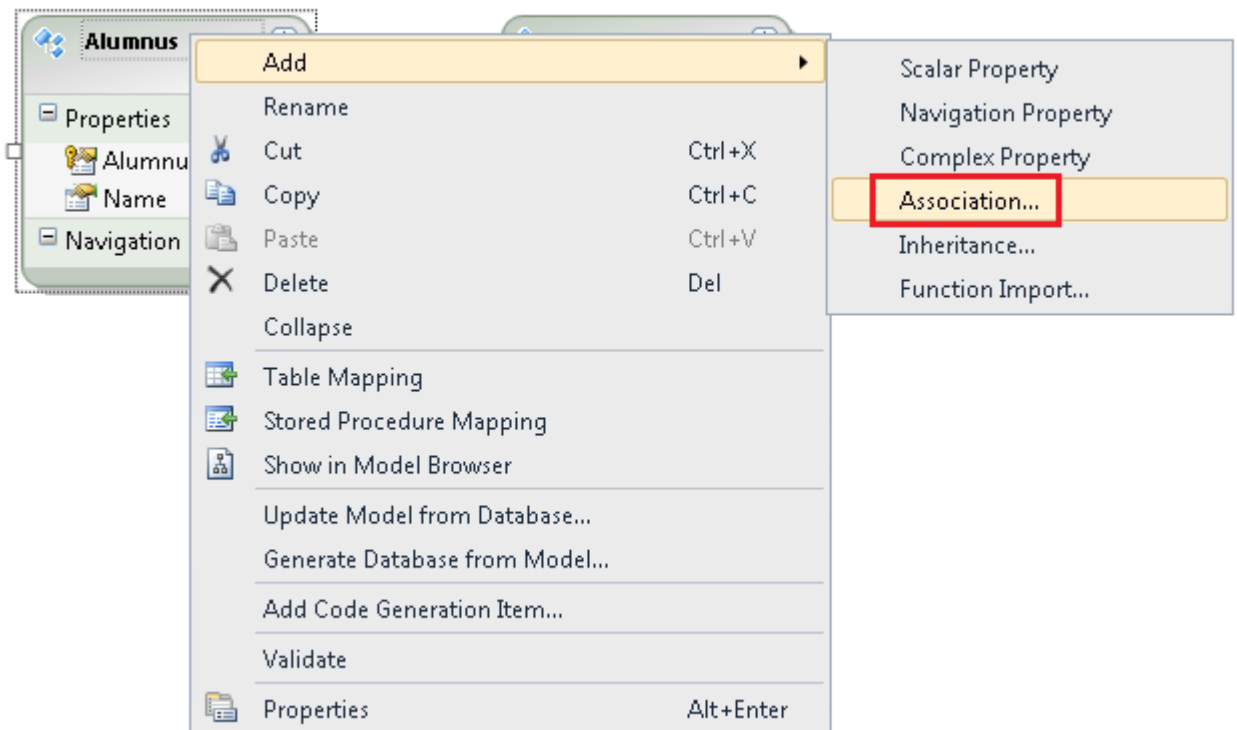 Alumnus
Properties
Alumnu
Name
Navigation
Add
Rename
Cut Ctrl+X
Copy Ctrl+C
Paste Ctrl+V
Delete Del
Collapse
Table Mapping
Stored Procedure Mapping
Show in Model Browser
Update Model from Database...
Generate Database from Model...
Add Code Generation Item...
Validate
Properties Alt+Enter
Scalar Property
Navigation Property
Complex Property
Association...
Inheritance...
Function Import...